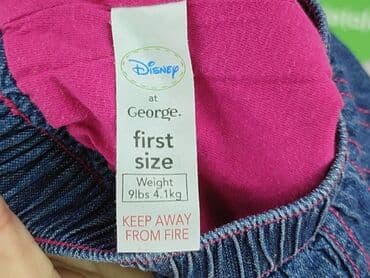 Disney
at
George.
first
size
Weight
9lbs 4.1kg
KEEP AWAY
FROM FIRE